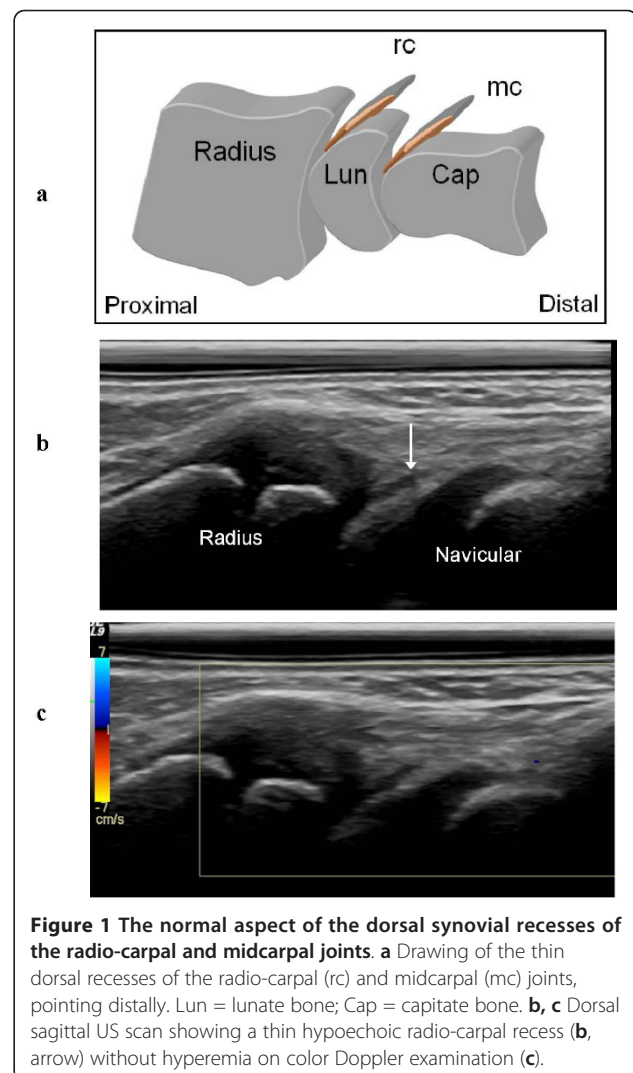 rc
mc
Radius
Lun
Cap
a
Proximal
Distal
b
Radius
Navicular
L9
7
c
-7
cm/s
Figure 1 The normal aspect of the dorsal synovial recesses of
the radio-carpal and midcarpal joints. a Drawing of the thin
dorsal recesses of the radio-carpal (rc) and midcarpal (mc) joints,
pointing distally. Lun = lunate bone; Cap = capitate bone. b, c Dorsal
sagittal US scan showing a thin hypoechoic radio-carpal recess (b,
arrow) without hyperemia on color Doppler examination (c).